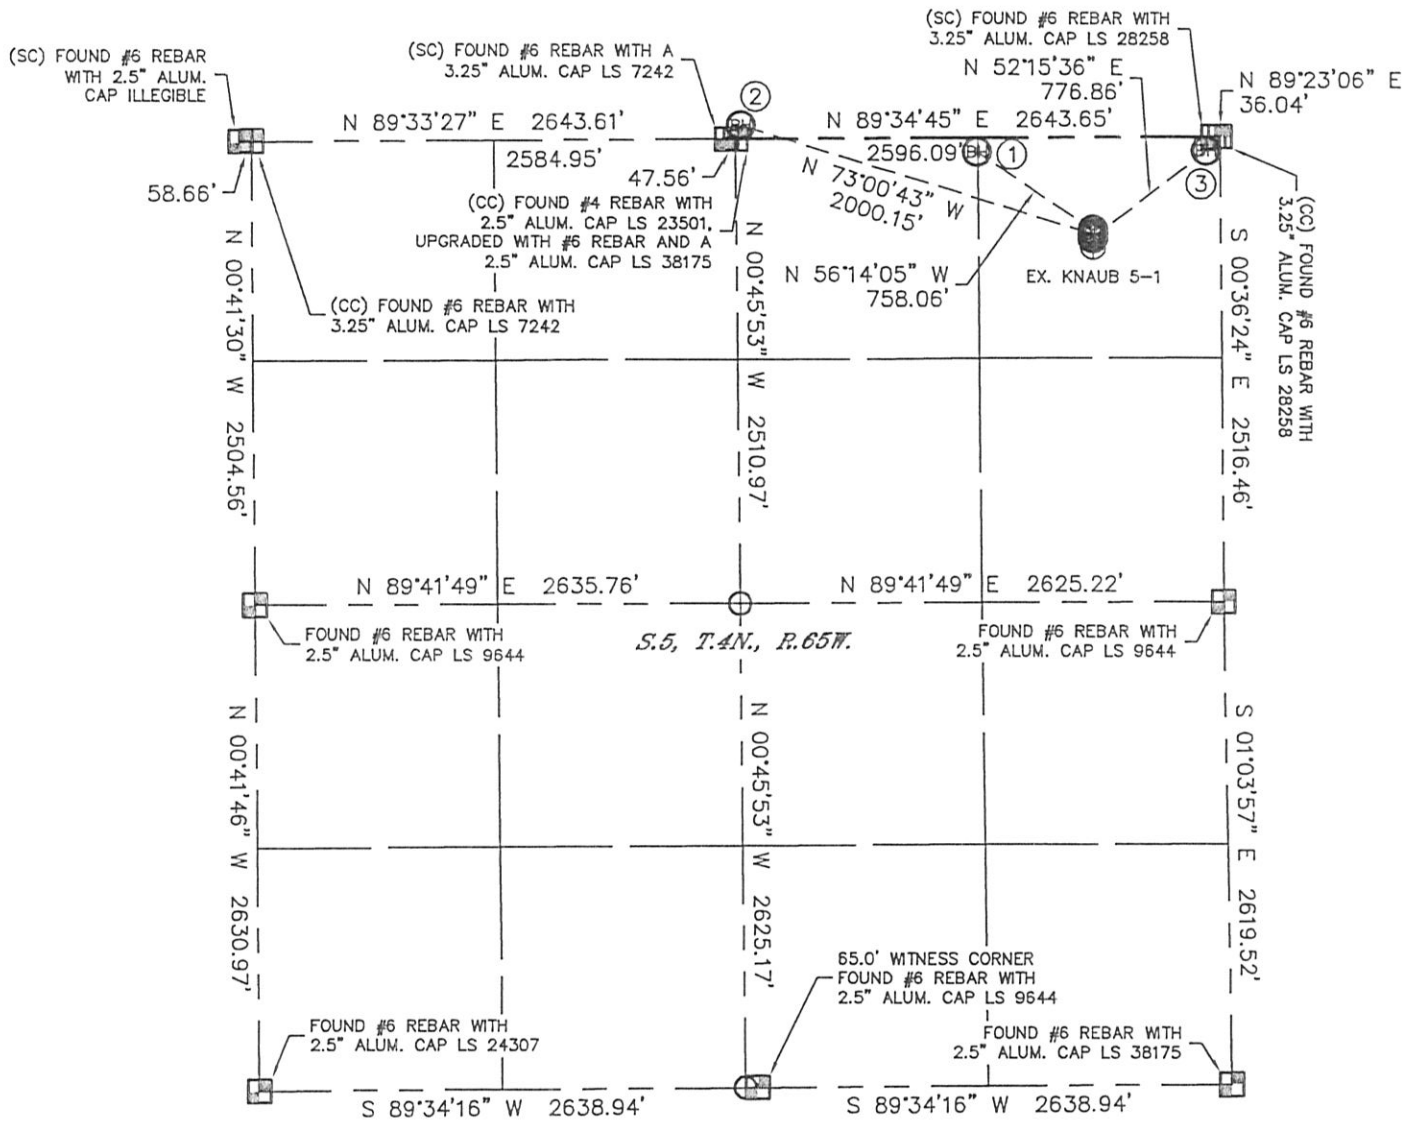 (SC) FOUND #6 REBAR WITH
3.25" ALUM. CAP LS 28258
(SC) FOUND #6 REBAR
WITH 2.5" ALUM.
CAP ILLEGIBLE
(SC) FOUND #6 REBAR WITH A
3.25" ALUM. CAP LS 7242
N 52°15'36" E
776.86'
N 89°23'06" E
36.04'
2
N 89°33'27" E 2643.61'
2584.95'
N 89°34'45" E 2643.65'
2596.09'
1
3
58.66'
47.56'
N 73°00'43" W
2000.15'
(CC) FOUND #4 REBAR WITH
2.5" ALUM. CAP LS 23501,
UPGRADED WITH #6 REBAR AND A
2.5" ALUM. CAP LS 38175
(CC) FOUND #6 REBAR WITH
3.25" ALUM. CAP LS 28258
N 56°14'05" W
758.06'
EX. KNAUB 5-1
(CC) FOUND #6 REBAR WITH
3.25" ALUM. CAP LS 7242
N 00°41'30" W 2504.56'
N 00°45'53" W 2510.97'
S 00°36'24" E 2516.46'
N 89°41'49" E 2635.76'
N 89°41'49" E 2625.22'
FOUND #6 REBAR WITH
2.5" ALUM. CAP LS 9644
S.5, T.4N., R.65W.
FOUND #6 REBAR WITH
2.5" ALUM. CAP LS 9644
N 00°41'46" W 2630.97'
N 00°45'53" W 2625.17'
S 01°03'57" E 2619.52'
65.0' WITNESS CORNER
FOUND #6 REBAR WITH
2.5" ALUM. CAP LS 9644
FOUND #6 REBAR WITH
2.5" ALUM. CAP LS 24307
FOUND #6 REBAR WITH
2.5" ALUM. CAP LS 38175
S 89°34'16" W 2638.94'
S 89°34'16" W 2638.94'